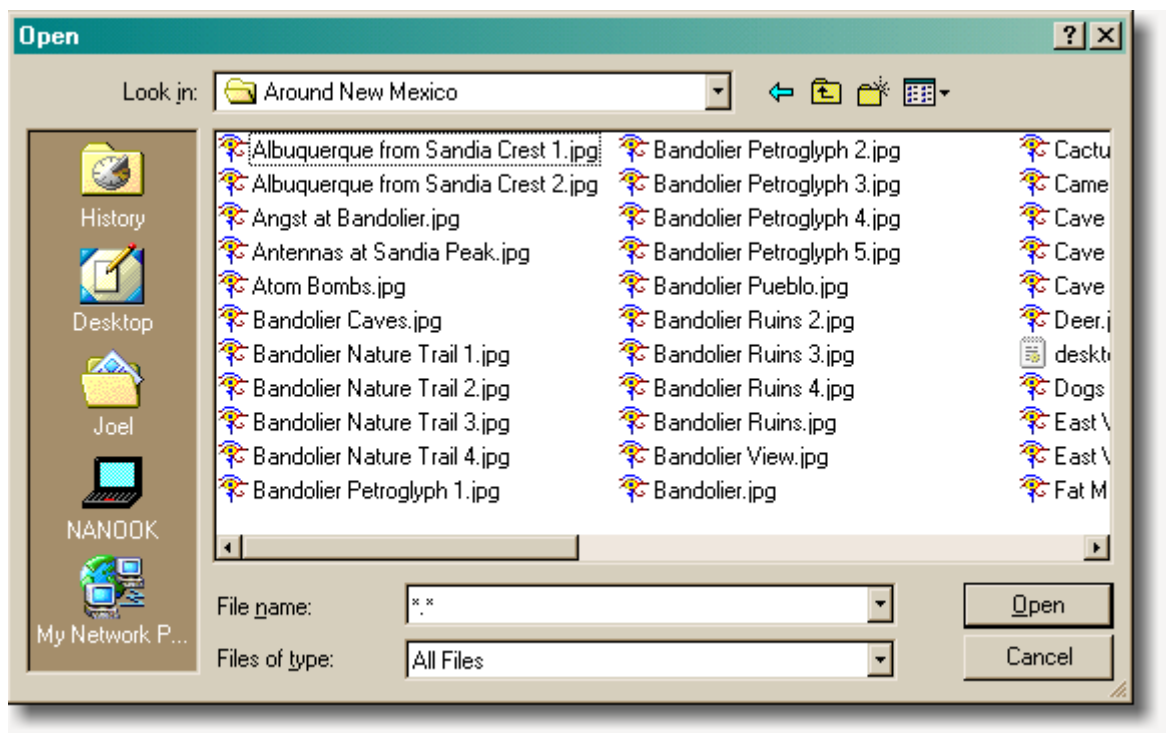 Open
Look in: Around New Mexico
History
Desktop
Joel
NANOOK
My Network P...
Albuquerque from Sandia Crest 1.jpg
Albuquerque from Sandia Crest 2.jpg
Angst at Bandolier.jpg
Antennas at Sandia Peak.jpg
Atom Bombs.jpg
Bandolier Caves.jpg
Bandolier Nature Trail 1.jpg
Bandolier Nature Trail 2.jpg
Bandolier Nature Trail 3.jpg
Bandolier Nature Trail 4.jpg
Bandolier Petroglyph 1.jpg
Bandolier Petroglyph 2.jpg
Bandolier Petroglyph 3.jpg
Bandolier Petroglyph 4.jpg
Bandolier Petroglyph 5.jpg
Bandolier Pueblo.jpg
Bandolier Ruins 2.jpg
Bandolier Ruins 3.jpg
Bandolier Ruins 4.jpg
Bandolier Ruins.jpg
Bandolier View.jpg
Bandolier.jpg
Cactu
Came
Cave
Cave
Cave
Deer.j
deskt
Dogs
East
East
Fat M
File name: *.*
Open
Files of type: All Files
Cancel